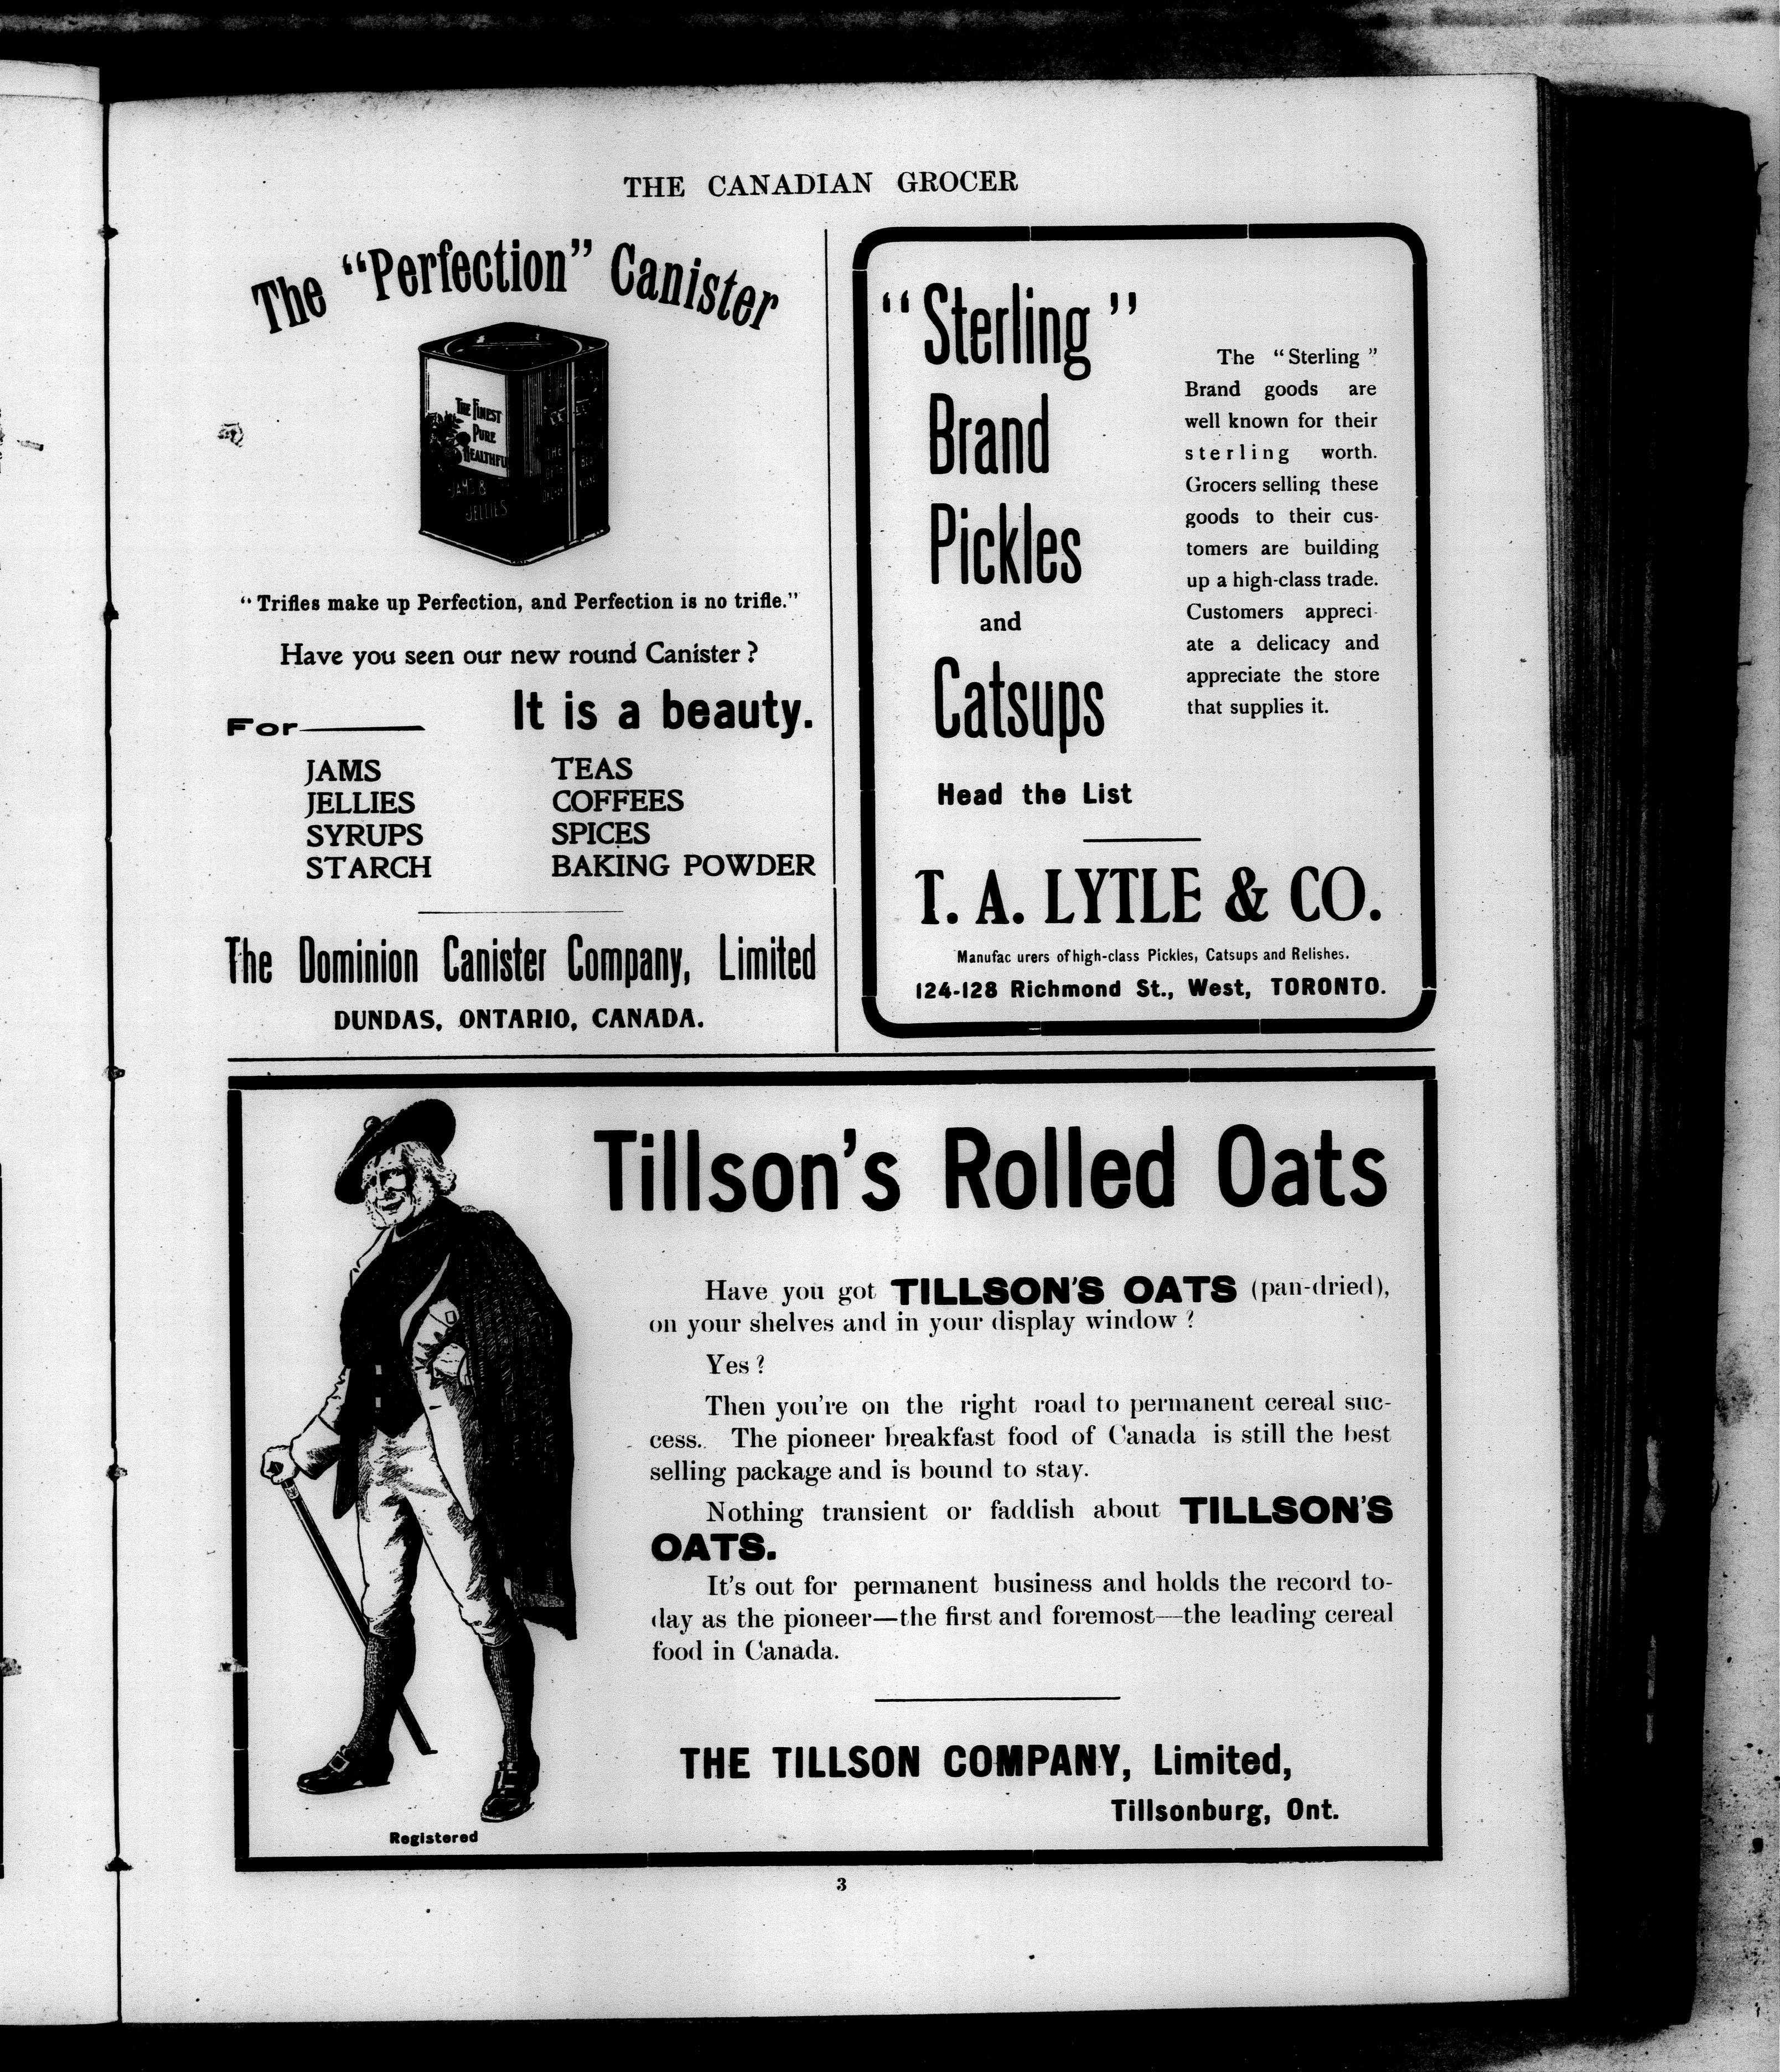 THE CANADIAN GROCER
The "Perfection" Canister
THE FINEST
PURE
HEALTHFU
JAMS &
JELLIES
"Trifles make up Perfection, and Perfection is no trifle."
Have you seen our new round Canister?
It is a beauty.
For
JAMS
JELLIES
SYRUPS
STARCH
TEAS
COFFEES
SPICES
BAKING POWDER
The Dominion Canister Company, Limited
DUNDAS, ONTARIO, CANADA.
"Sterling"
Brand
Pickles
and
Catsups
Head the List
The "Sterling"
Brand goods are
well known for their
sterling worth.
Grocers selling these
goods to their cus-
tomers are building
up a high-class trade.
Customers appreci-
ate a delicacy and
appreciate the store
that supplies it.
T. A. LYTLE & CO.
Manufac urers of high-class Pickles, Catsups and Relishes.
124-128 Richmond St., West, TORONTO.
Tillson's Rolled Oats
Have you got TILLSON'S OATS (pan-dried),
on your shelves and in your display window?
Yes?
Then you're on the right road to permanent cereal suc-
cess. The pioneer breakfast food of Canada is still the best
selling package and is bound to stay.
Nothing transient or faddish about TILLSON'S
OATS.
It's out for permanent business and holds the record to-
day as the pioneer—the first and foremost—the leading cereal
food in Canada.
THE TILLSON COMPANY, Limited,
Tillsonburg, Ont.
Registered
3